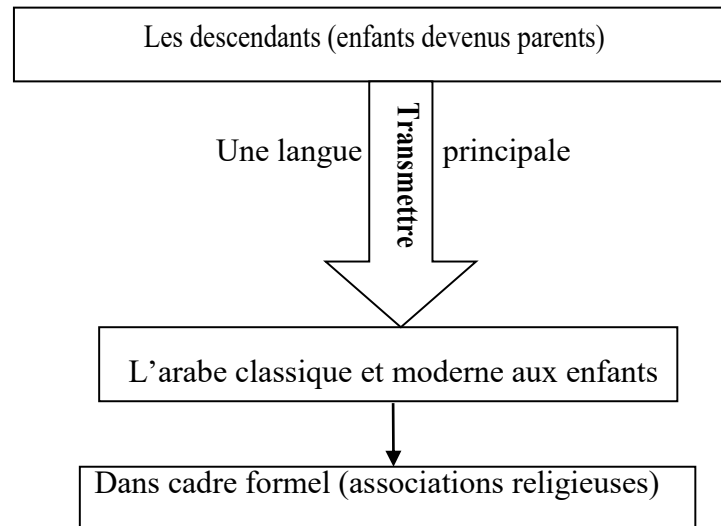 Les descendants (enfants devenus parents)
Transmettre
Une langue principale
L’arabe classique et moderne aux enfants
Dans cadre formel (associations religieuses)